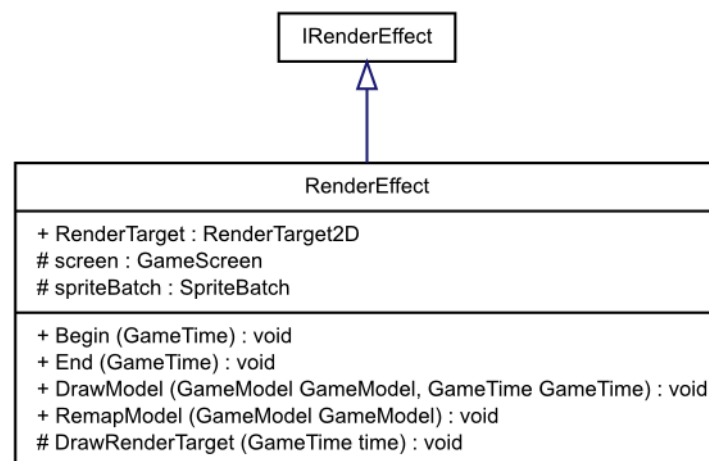 IRenderEffect
RenderEffect
+ RenderTarget : RenderTarget2D
# screen : GameScreen
# spriteBatch : SpriteBatch
+ Begin (GameTime) : void
+ End (GameTime) : void
+ DrawModel (GameModel GameModel, GameTime GameTime) : void
+ RemapModel (GameModel GameModel) : void
# DrawRenderTarget (GameTime time) : void